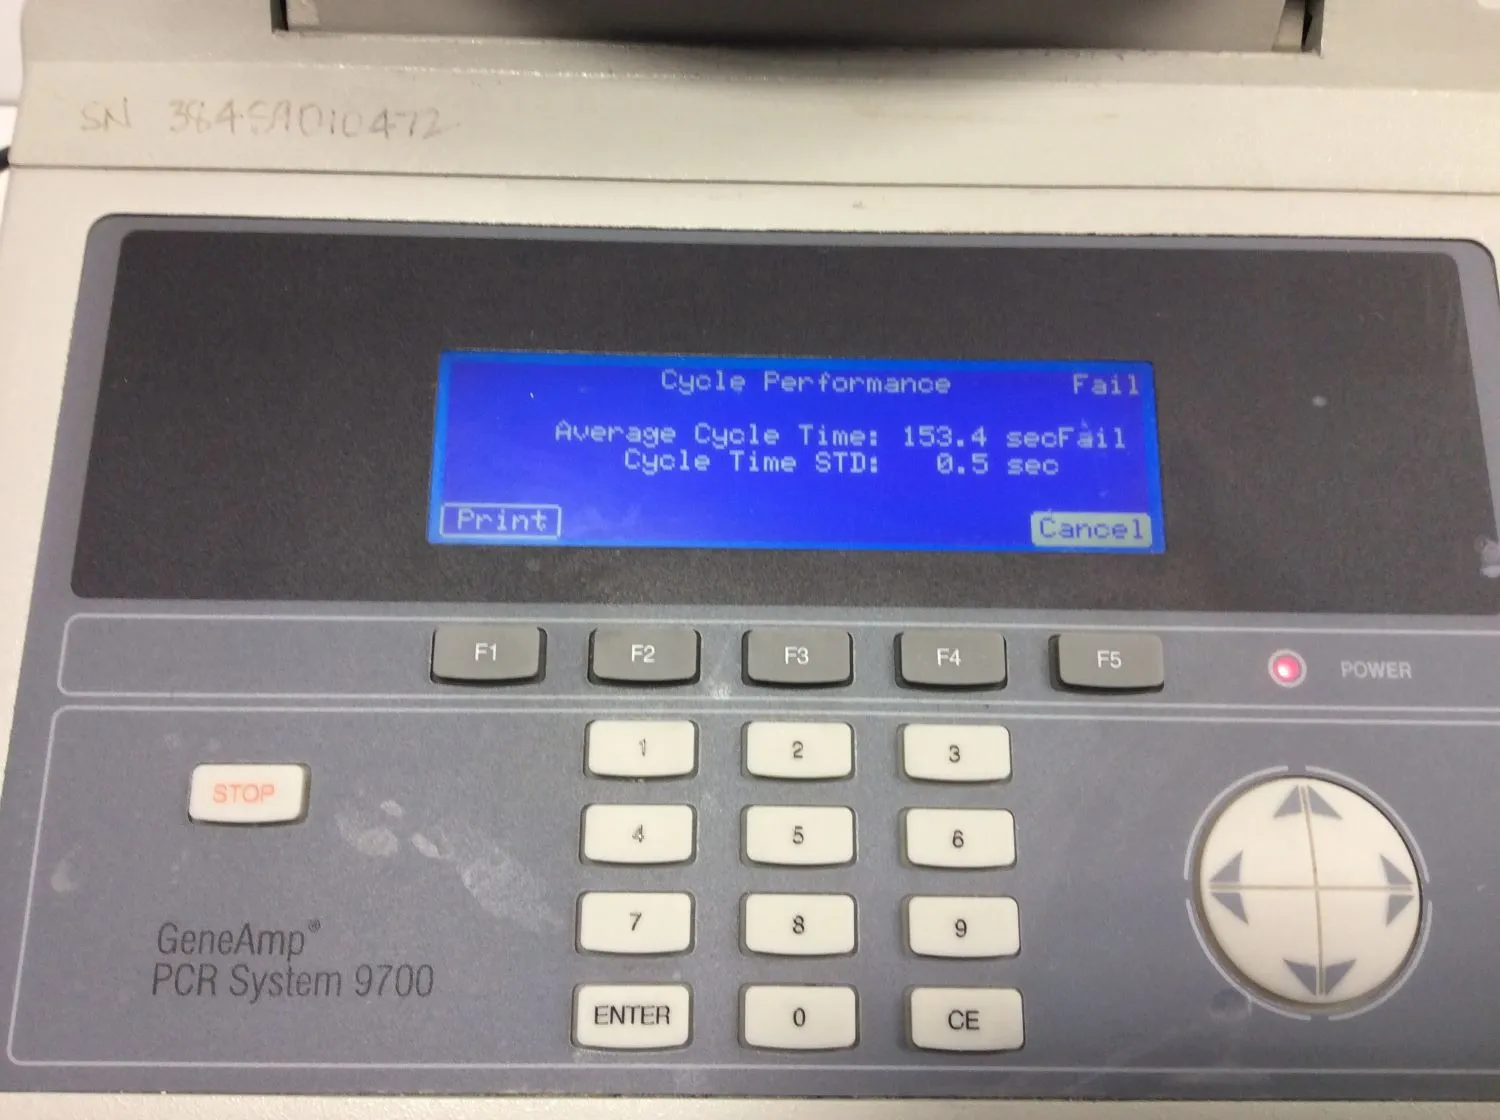 SN 384S9010472
Cycle Performance Fail
Average Cycle Time: 153.4 secFail
Cycle Time STD: 0.5 sec
Print Cancel
F1 F2 F3 F4 F5 POWER
1 2 3
STOP
4 5 6
7 8 9
GeneAmp®
PCR System 9700
ENTER 0 CE